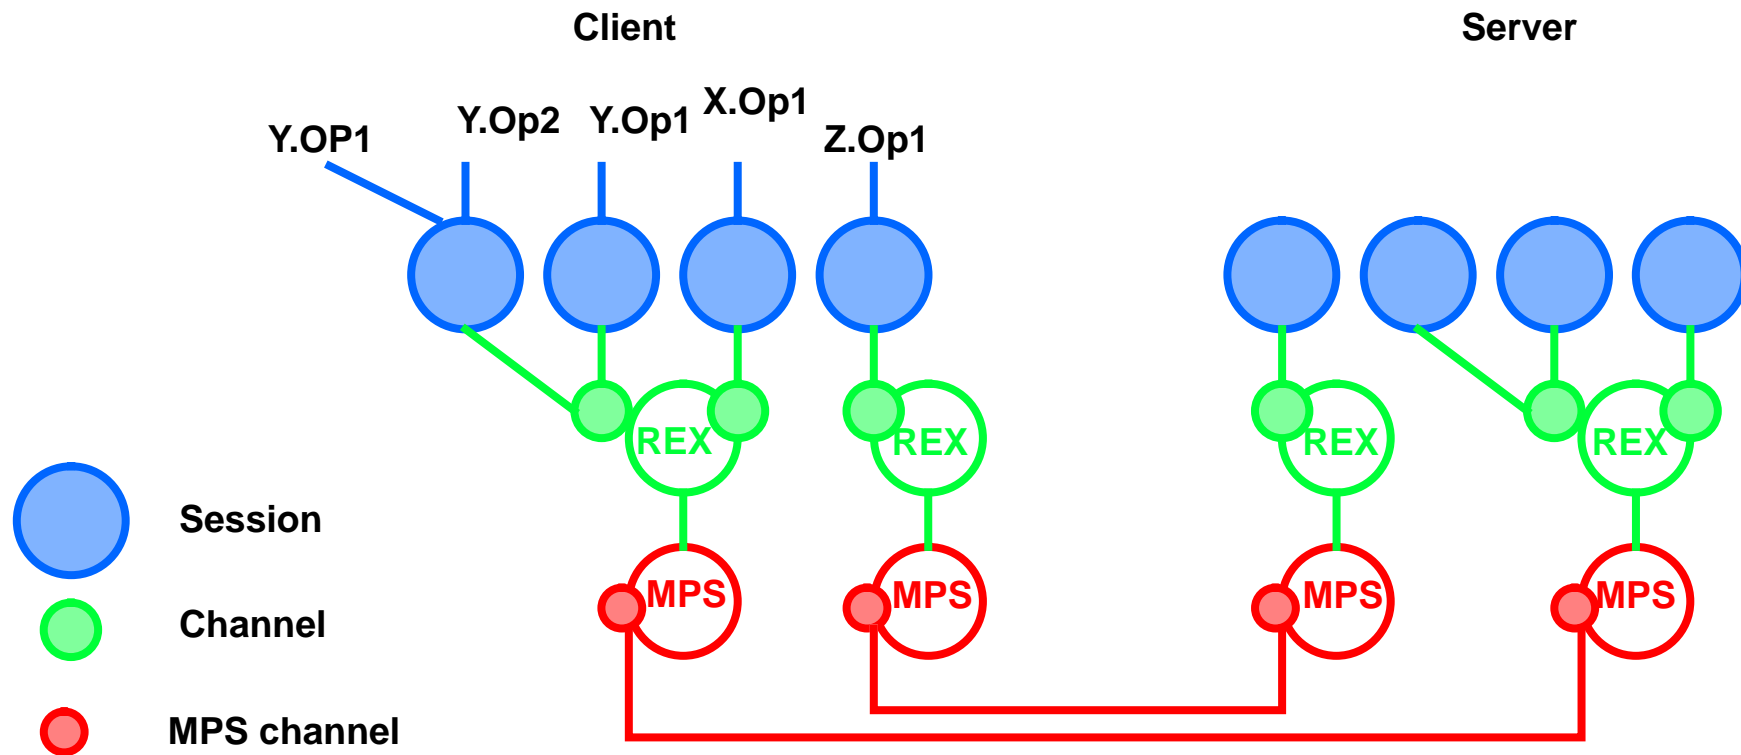 Client
Server
Y.OP1
Y.Op2
Y.Op1
X.Op1
Z.Op1
REX
REX
REX
REX
Session
MPS
MPS
MPS
MPS
Channel
MPS channel